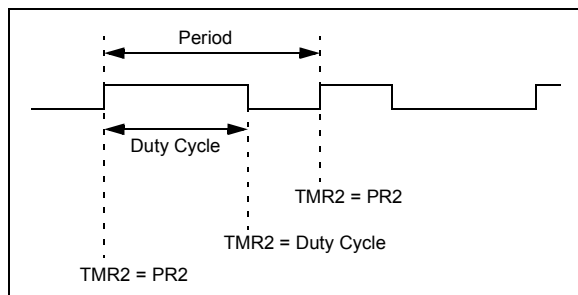 Period
Duty Cycle
TMR2 = PR2
TMR2 = Duty Cycle
TMR2 = PR2